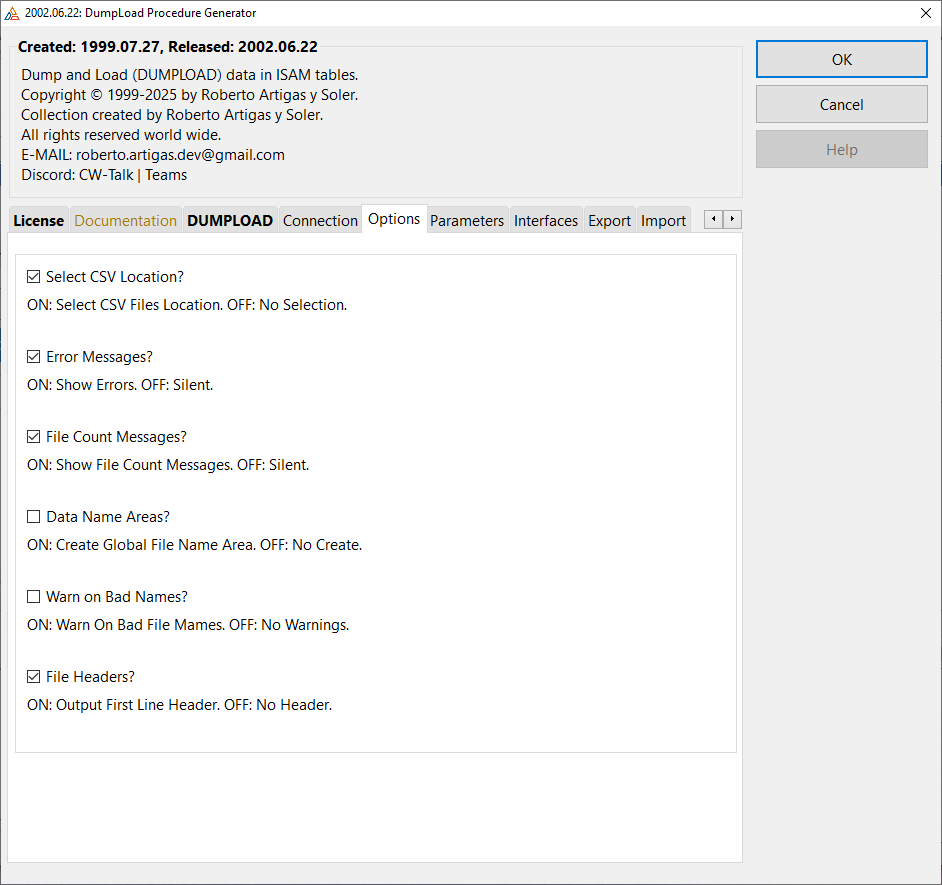 2002.06.22: DumpLoad Procedure Generator
Created: 1999.07.27, Released: 2002.06.22
Dump and Load (DUMPLOAD) data in ISAM tables.
Copyright © 1999-2025 by Roberto Artigas y Soler.
Collection created by Roberto Artigas y Soler.
All rights reserved world wide.
E-MAIL: roberto.artigas.dev@gmail.com
Discord: CW-Talk | Teams
OK
Cancel
Help
License Documentation DUMPLOAD Connection Options Parameters Interfaces Export Import
Select CSV Location?
ON: Select CSV Files Location. OFF: No Selection.
Error Messages?
ON: Show Errors. OFF: Silent.
File Count Messages?
ON: Show File Count Messages. OFF: Silent.
Data Name Areas?
ON: Create Global File Name Area. OFF: No Create.
Warn on Bad Names?
ON: Warn On Bad File Mames. OFF: No Warnings.
File Headers?
ON: Output First Line Header. OFF: No Header.